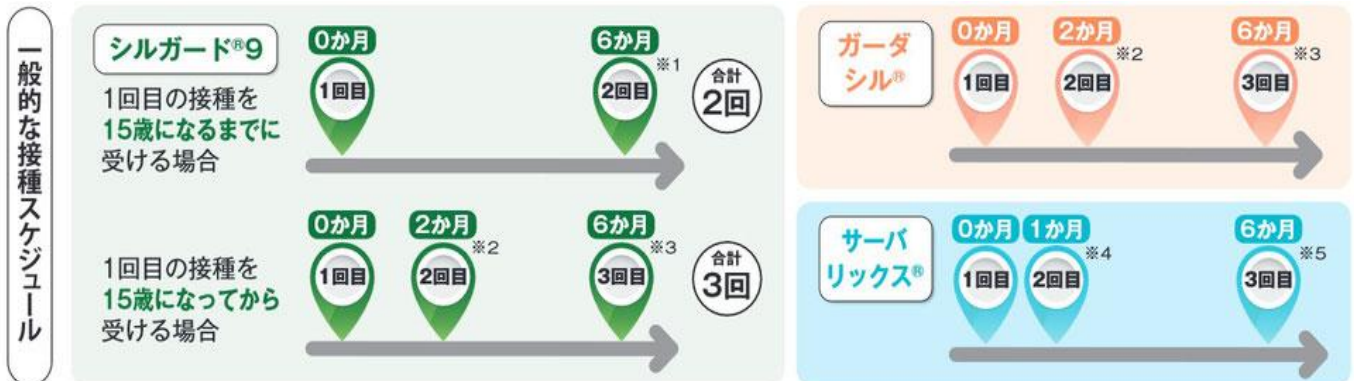 一般的な接種スケジュール
シルガード®9
1回目の接種を
15歳になるまでに
受ける場合
0か月
1回目
6か月
2回目
※1
合計
2回
1回目の接種を
15歳になってから
受ける場合
0か月
1回目
2か月
2回目
※2
6か月
3回目
※3
合計
3回
ガーダ
シル®
0か月
1回目
2か月
2回目
※2
6か月
3回目
※3
サーバ
リックス®
0か月
1回目
1か月
2回目
※4
6か月
3回目
※5